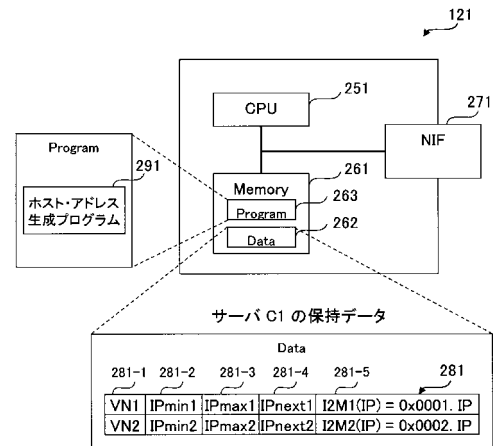 121
CPU
251
271
NIF
Program
291
ホスト・アドレス
生成プログラム
261
Memory
263
Program
262
Data
サーバ C1 の保持データ
Data
281-1 281-2 281-3 281-4 281-5 281
VN1 IPmin1 IPmax1 IPnext1 I2M1(IP) = 0x0001. IP
VN2 IPmin2 IPmax2 IPnext2 I2M2(IP) = 0x0002. IP